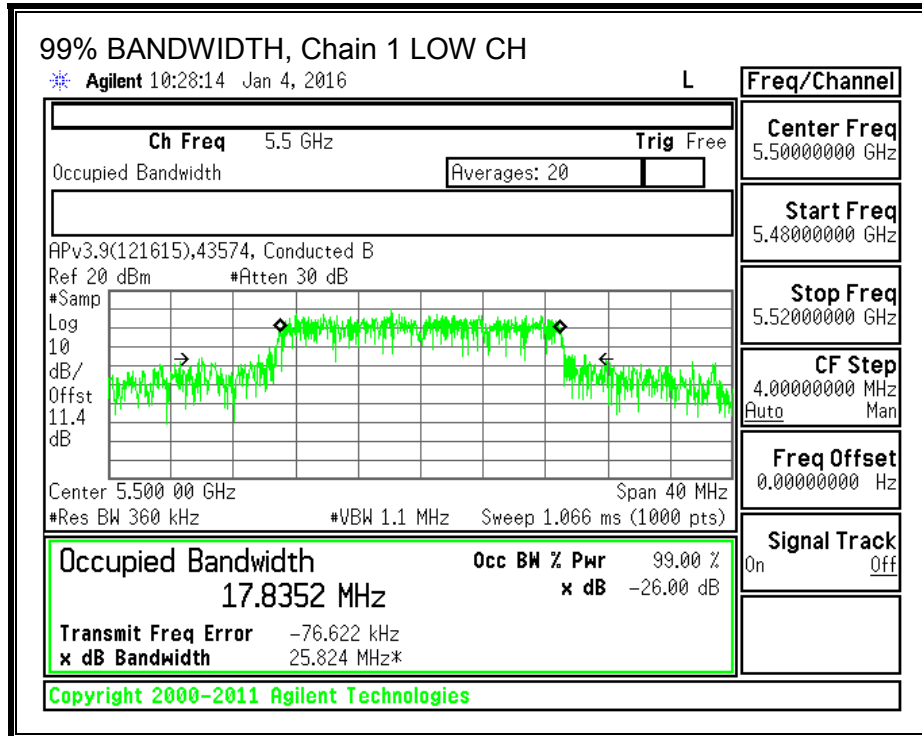 99% BANDWIDTH, Chain 1 LOW CH
Agilent 10:28:14 Jan 4, 2016 L Freq/Channel
Ch Freq 5.5 GHz Trig Free
Occupied Bandwidth Averages: 20
Center Freq
5.50000000 GHz
Start Freq
5.48000000 GHz
APv3.9(121615),43574, Conducted B
Ref 20 dBm #Atten 30 dB
#Samp
Log
10
dB/
Offst
11.4
dB
Stop Freq
5.52000000 GHz
CF Step
4.00000000 MHz
Auto Man
Freq Offset
0.00000000 Hz
Center 5.500 00 GHz Span 40 MHz
#Res BW 360 kHz #VBW 1.1 MHz Sweep 1.066 ms (1000 pts)
Signal Track
On Off
Occupied Bandwidth Occ BW % Pwr 99.00 %
17.8352 MHz x dB -26.00 dB
Transmit Freq Error -76.622 kHz
x dB Bandwidth 25.824 MHz*
Copyright 2000-2011 Agilent Technologies